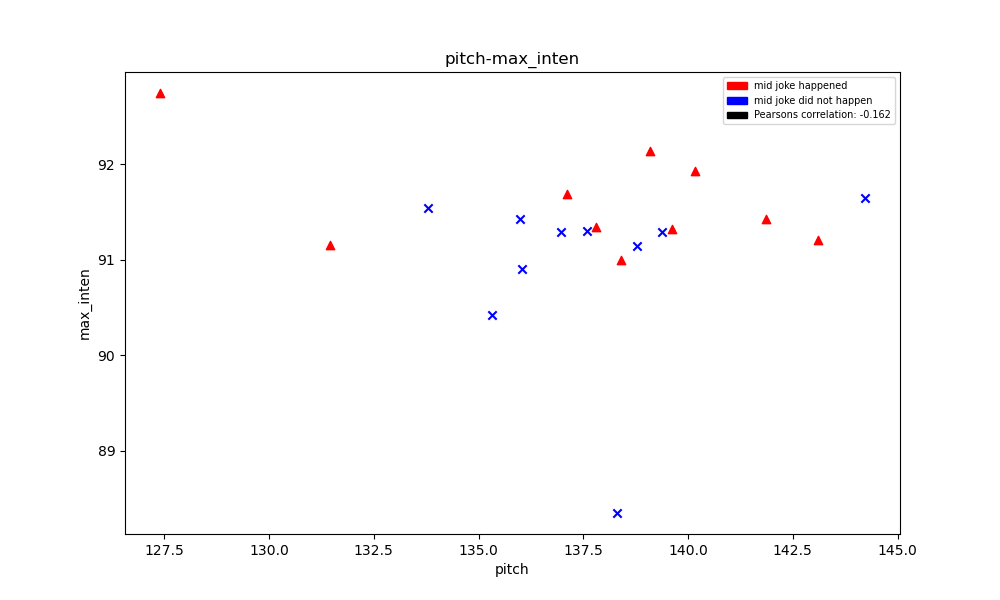 pitch-max_inten
mid joke happened
mid joke did not happen
Pearsons correlation: -0.162
max_inten
92
91
90
89
127.5 130.0 132.5 135.0 137.5 140.0 142.5 145.0
pitch